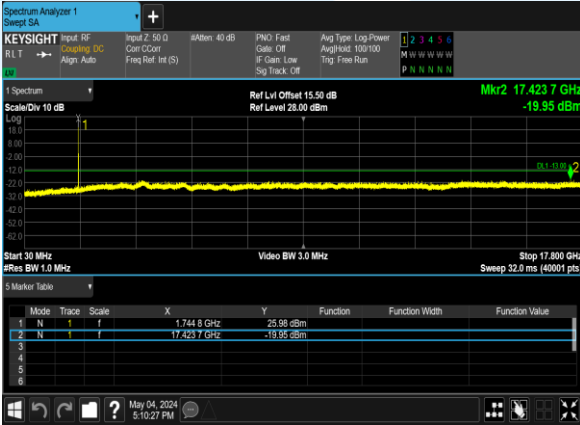 Spectrum Analyzer 1
Swept SA
KEYSIGHT Input: RF Input Z: 50 Ω #Atten: 40 dB PNO: Fast Avg Type: Log-Power 1 2 3 4 5 6
RLT Coupling: DC Corr CCorr Gate: Off Avg|Hold: 100/100 M W W W W W
Align: Auto Freq Ref: Int (S) IF Gain: Low Trig: Free Run
Sig Track: Off P N N N N N
LVI
1 Spectrum Ref Lvl Offset 15.50 dB Mkr2 17.423 7 GHz
Scale/Div 10 dB Ref Level 28.00 dBm -19.95 dBm
Log
18.0
8.00
-2.00
-12.0
-22.0
-32.0
-42.0
-52.0
-62.0
1
DL1 -13.00
2
Start 30 MHz Video BW 3.0 MHz Stop 17.800 GHz
#Res BW 1.0 MHz Sweep 32.0 ms (40001 pts)
5 Marker Table
Mode Trace Scale X Y Function Function Width Function Value
1 N 1 f 1.744 8 GHz 25.98 dBm
2 N 1 f 17.423 7 GHz -19.95 dBm
3
4
5
6
May 04, 2024
5:10:27 PM